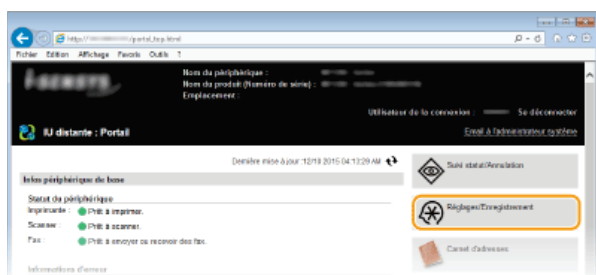 http://
/portal_top.html
Fichier Edition Affichage Favoris Outils ?
Nom du périphérique :
Nom du produit (Numéro de série) :
Emplacement :
Utilisateur de la connexion : Se déconnecter
IU distante : Portail
Email à l'administrateur système
Dernière mise à jour :12/10 2015 04:13:29 AM
Suivi statut/Annulation
Infos périphérique de base
Statut du périphérique
Imprimante : Prêt à imprimer.
Réglages/Enregistrement
Scanner : Prêt à scanner.
Fax : Prêt à envoyer ou recevoir des fax.
Carnet d'adresses
Informations d'erreur